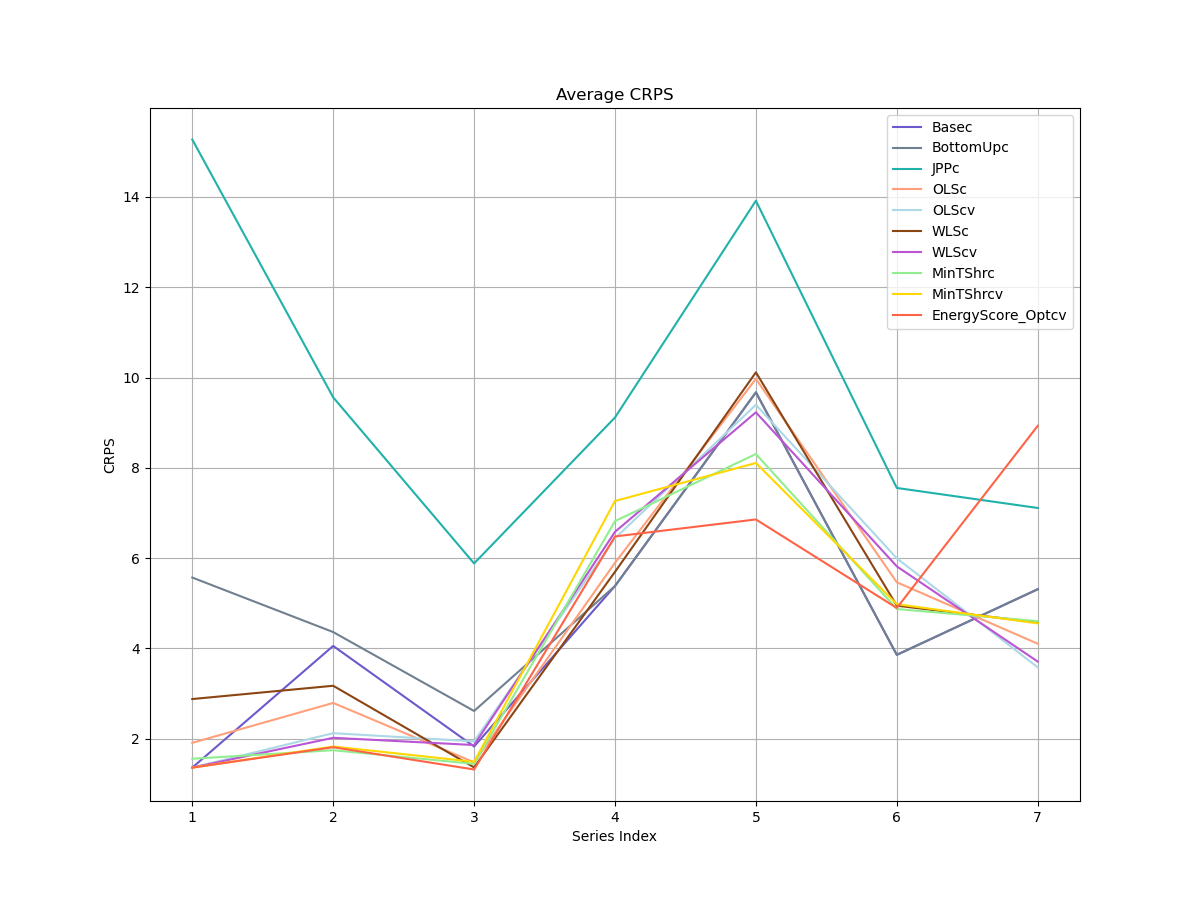 Average CRPS
14
12
10
8
6
4
2
CRPS
1 2 3 4 5 6 7
Series Index
Basec
BottomUpc
JPPc
OLSc
OLScv
WLSc
WLScv
MinTShrc
MinTShrcv
EnergyScore_Optcv